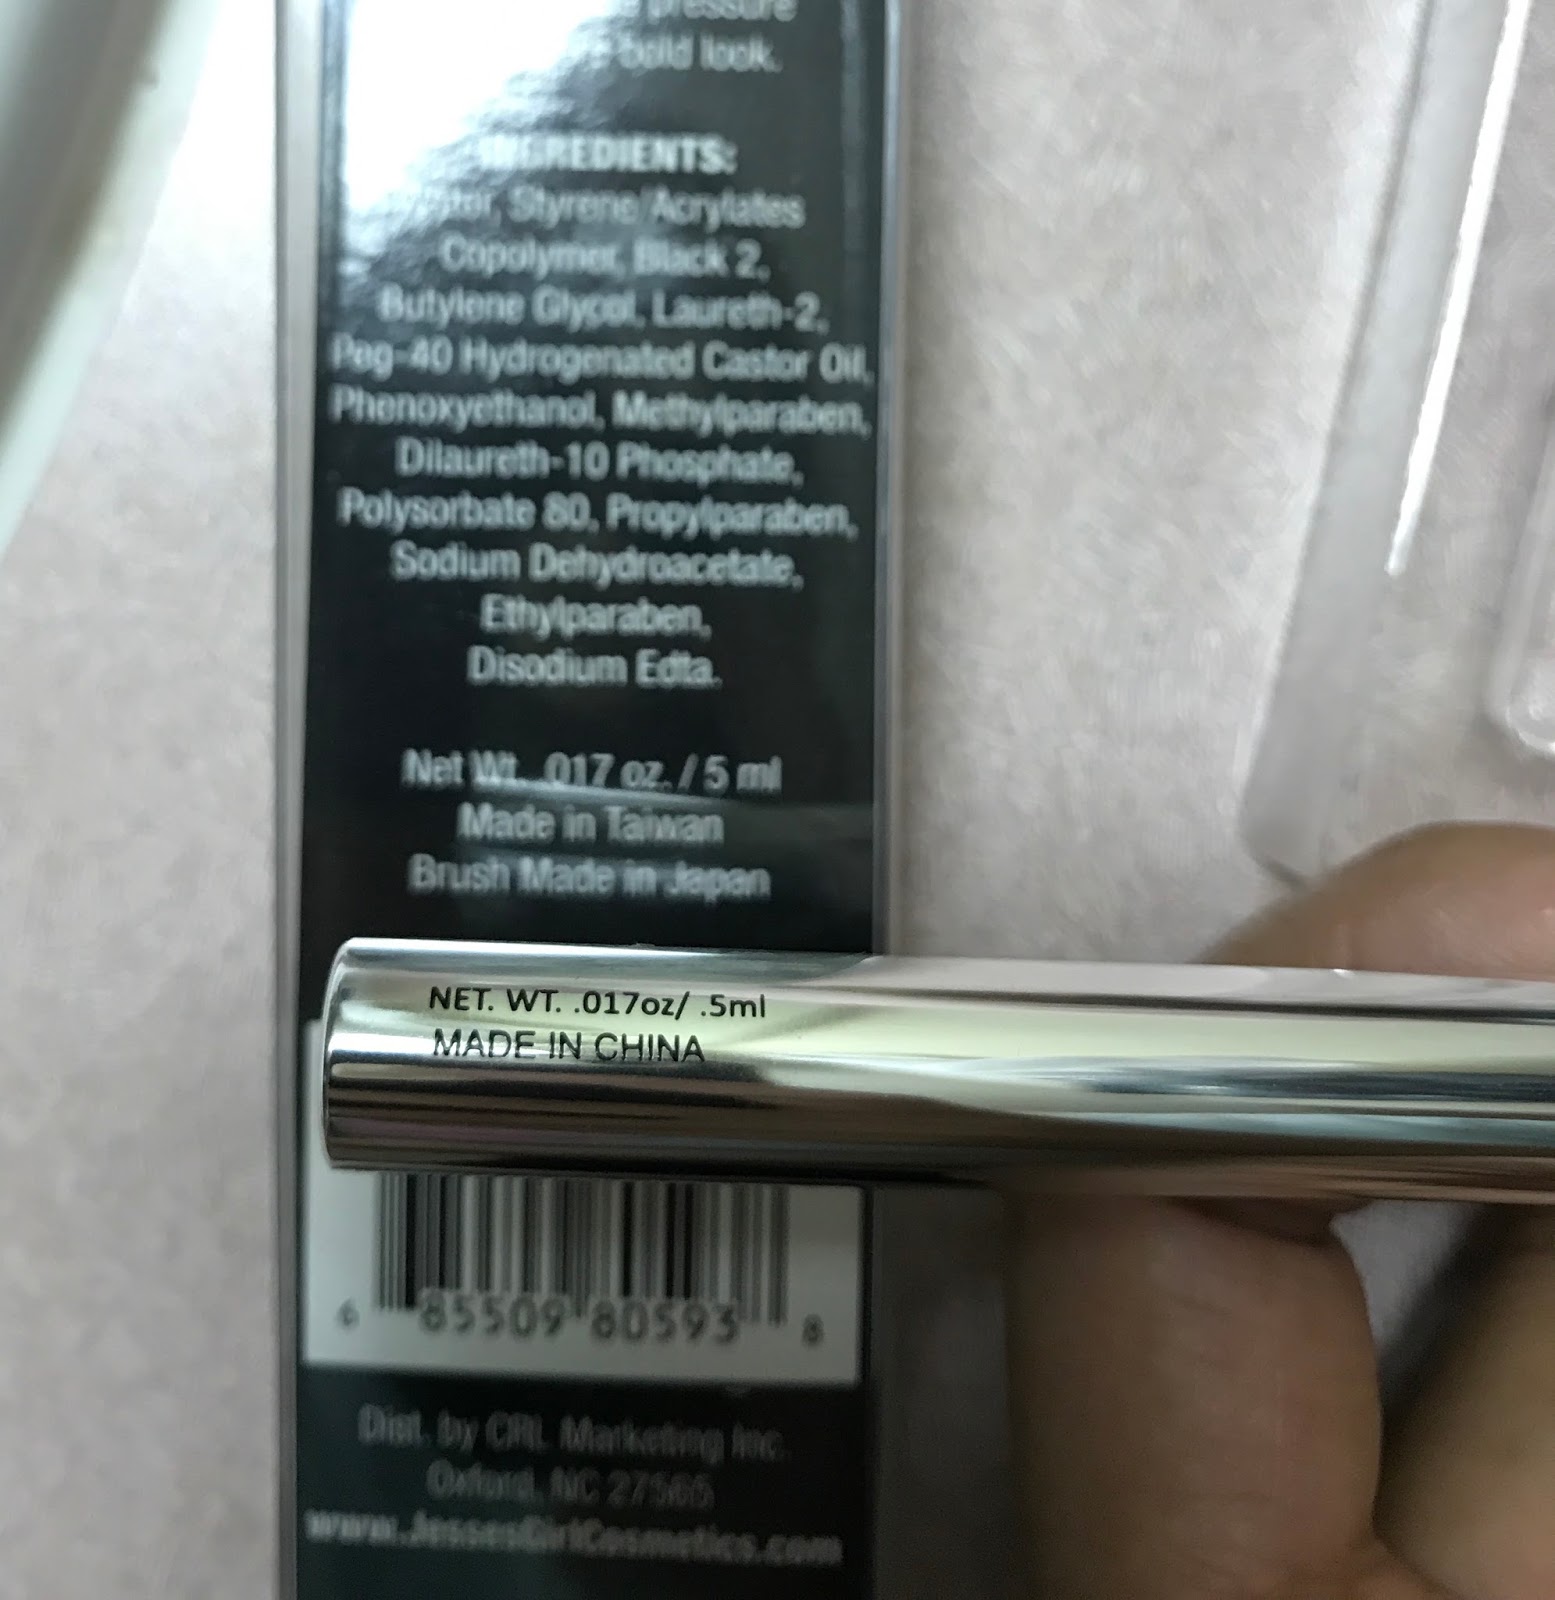 pressure
bold look.
INGREDIENTS:
Styrene/Acrylates
Copolymer, Black 2,
Butylene Glycol, Laureth-2,
Peg-40 Hydrogenated Castor Oil,
Phenoxyethanol, Methylparaben,
Dilaureth-10 Phosphate,
Polysorbate 80, Propylparaben,
Sodium Dehydroacetate,
Ethylparaben,
Disodium Edta.
Net Wt. .017 oz. / 5 ml
Made in Taiwan
Brush Made in Japan
NET. WT. .017oz/ .5ml
MADE IN CHINA
6 85509 80593 8
Dist. by CRL Marketing Inc.
Oxford, NC 27565
www.JessesGirlCosmetics.com